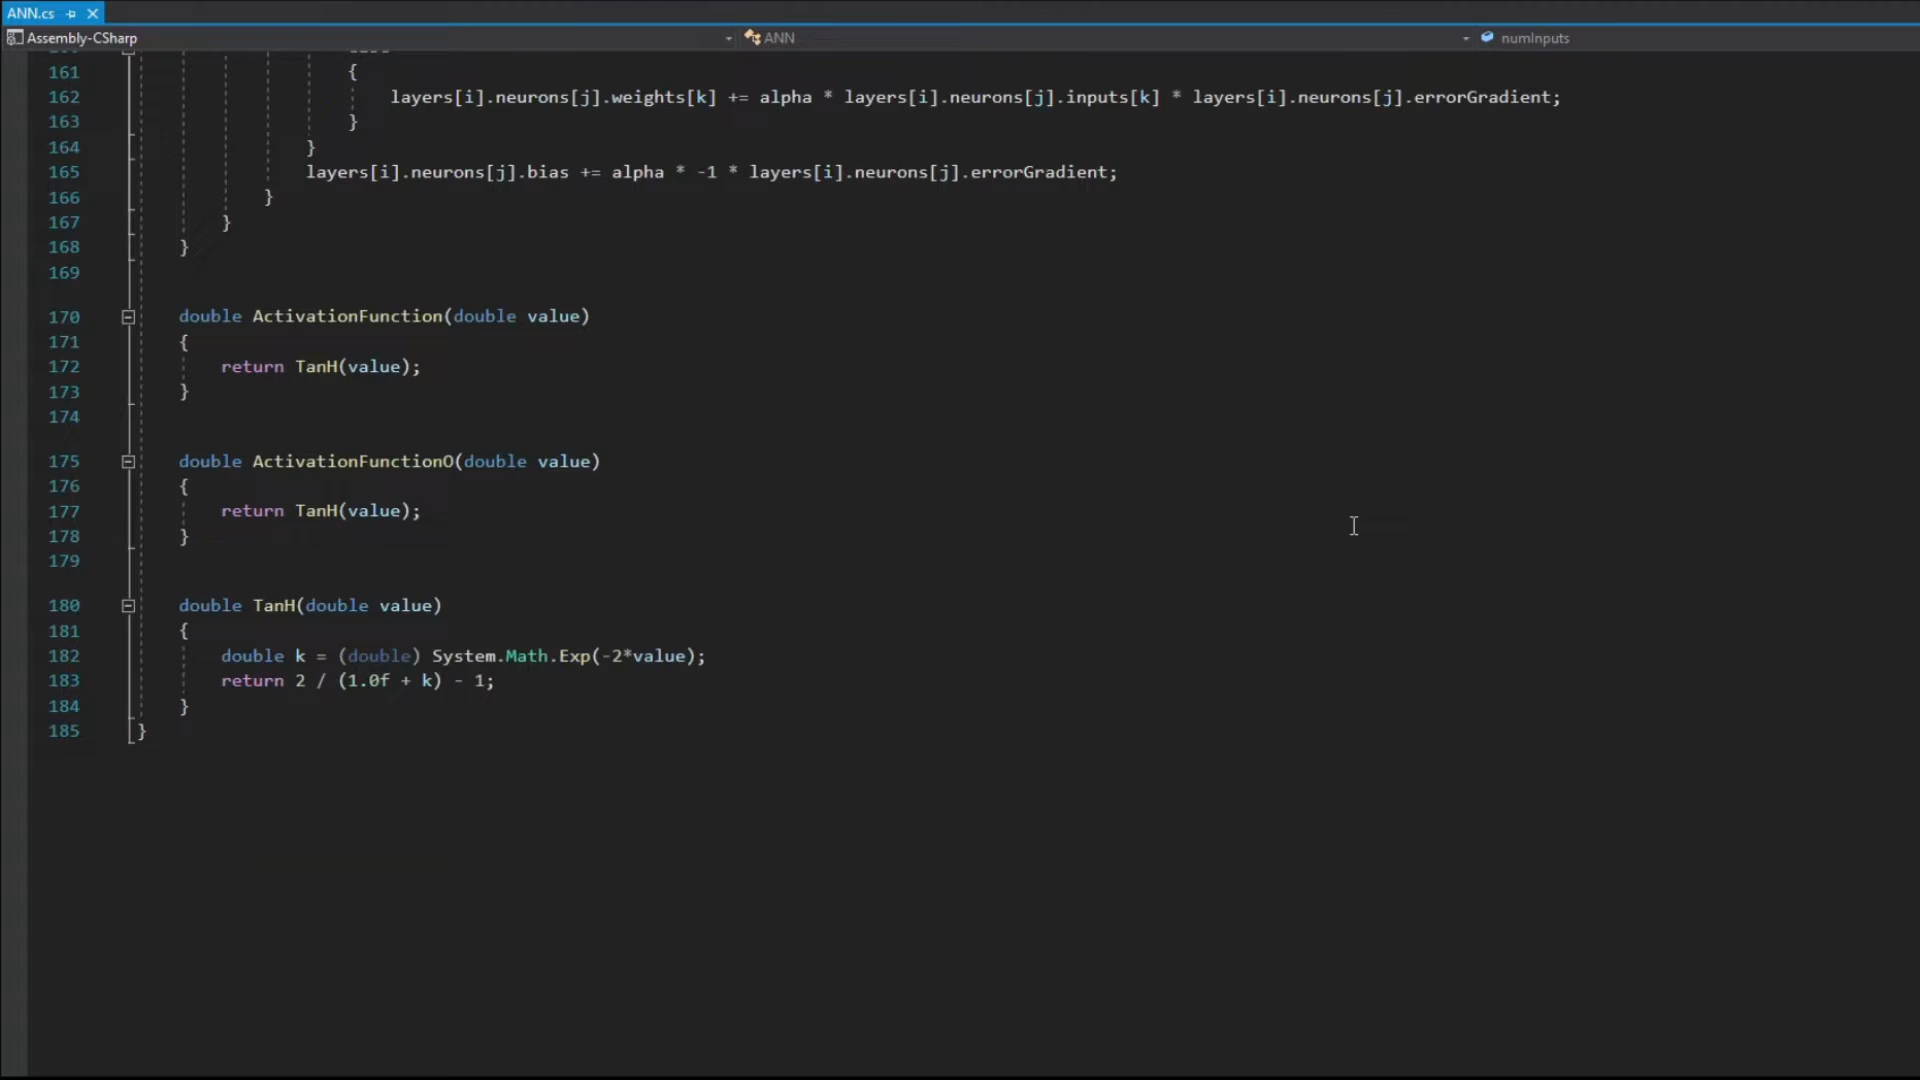 ANN.cs
Assembly-CSharp ANN numInputs
161 {
162 layers[i].neurons[j].weights[k] += alpha * layers[i].neurons[j].inputs[k] * layers[i].neurons[j].errorGradient;
163 }
164 }
165 layers[i].neurons[j].bias += alpha * -1 * layers[i].neurons[j].errorGradient;
166 }
167 }
168 }
169
170 double ActivationFunction(double value)
171 {
172 return TanH(value);
173 }
174
175 double ActivationFunctionO(double value)
176 {
177 return TanH(value);
178 }
179
180 double TanH(double value)
181 {
182 double k = (double) System.Math.Exp(-2*value);
183 return 2 / (1.0f + k) - 1;
184 }
185 }